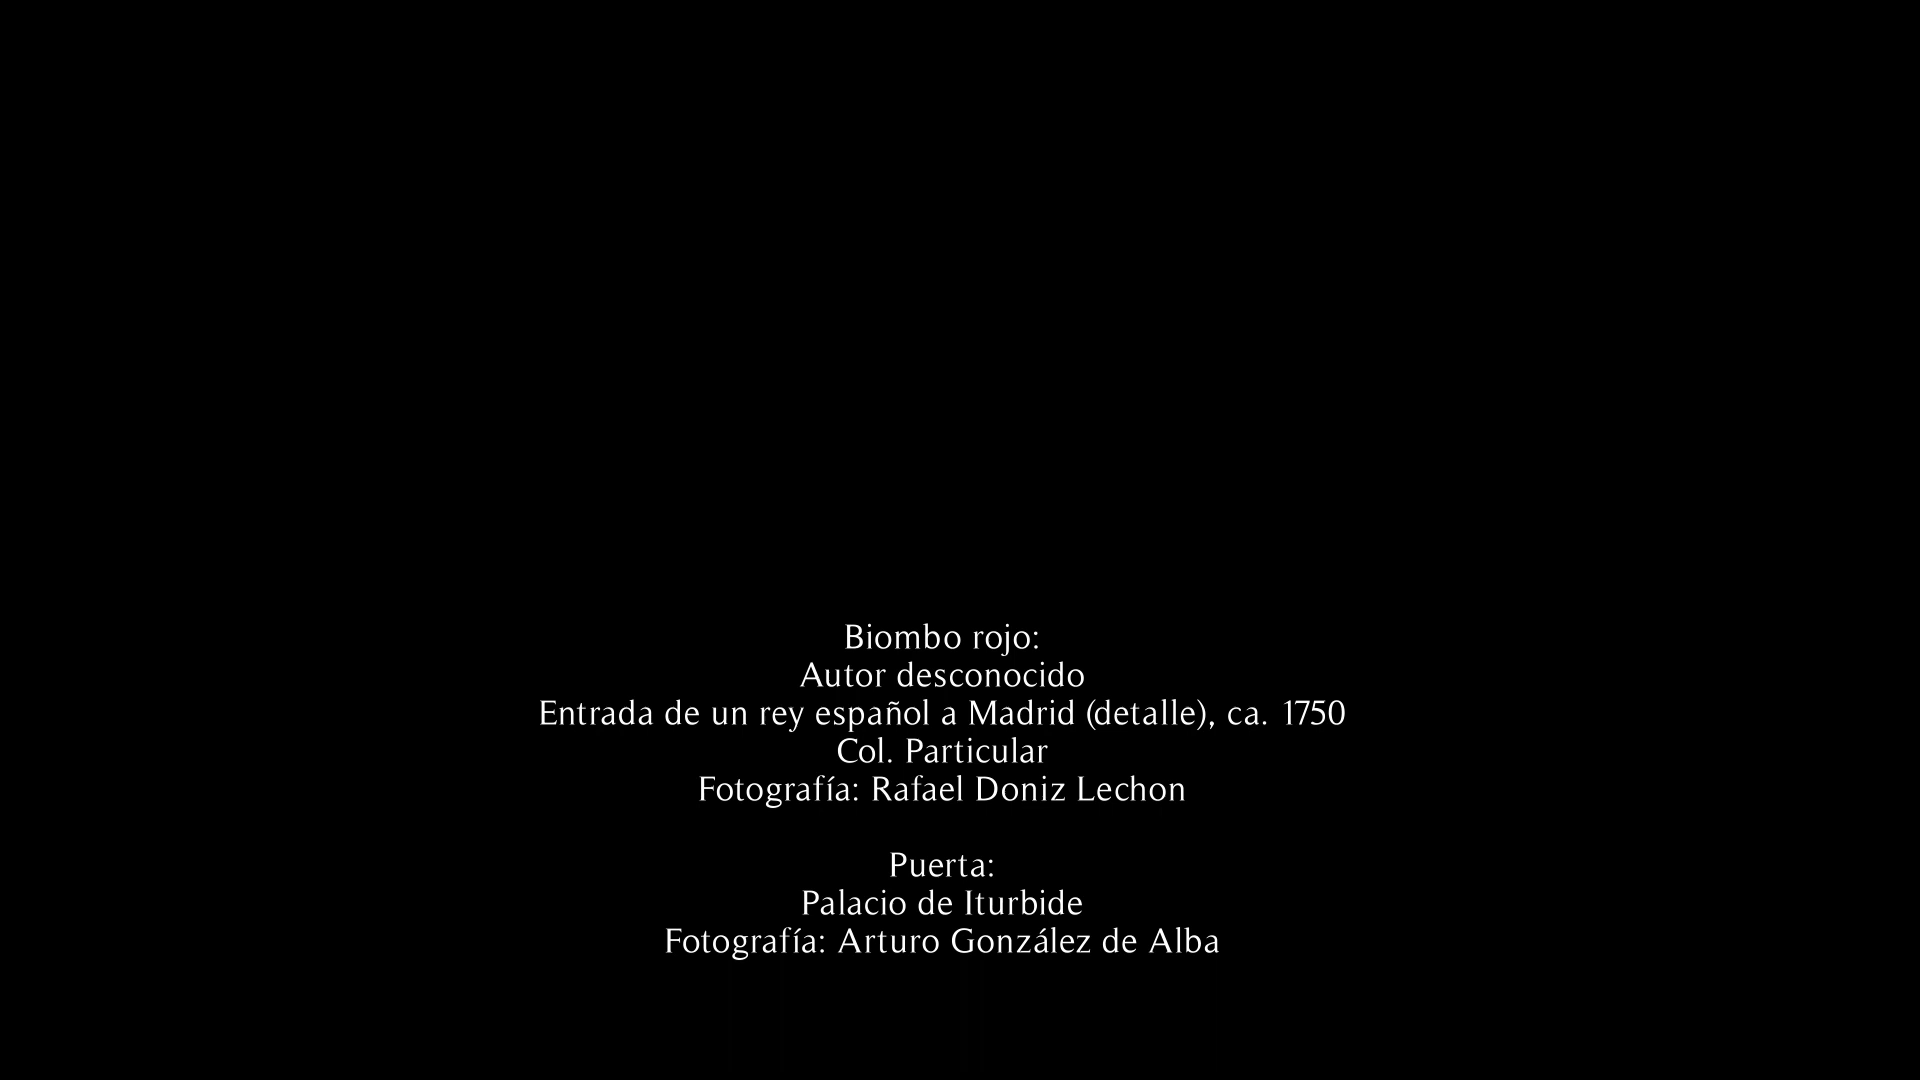 Biombo rojo:
Autor desconocido
Entrada de un rey español a Madrid (detalle), ca. 1750
Col. Particular
Fotografía: Rafael Doniz Lechon
Puerta:
Palacio de Iturbide
Fotografía: Arturo González de Alba